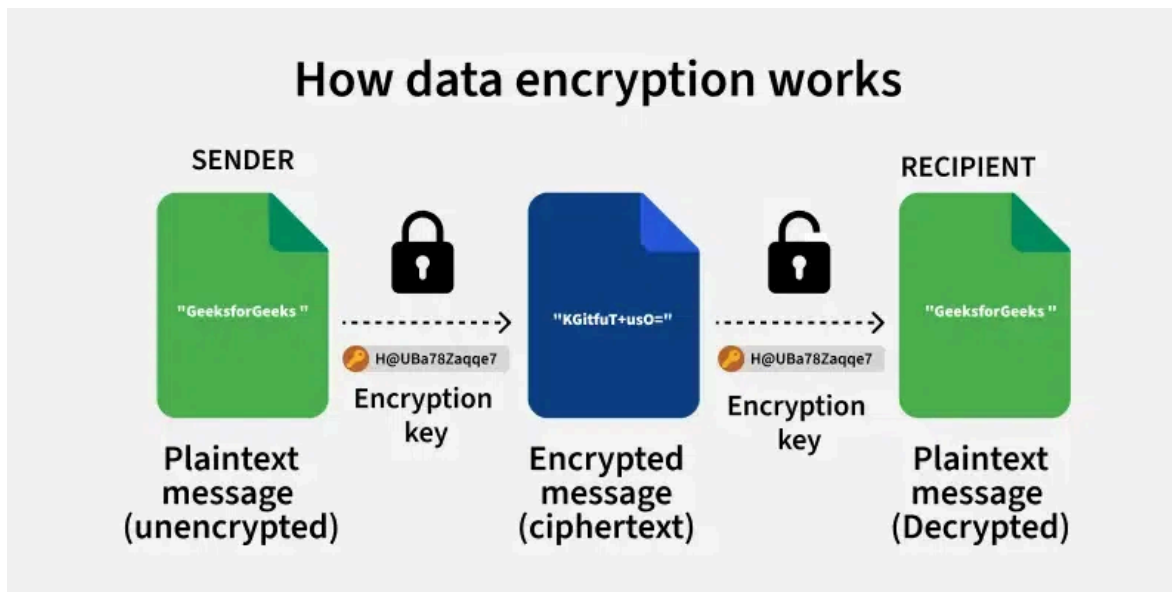 How data encryption works
SENDER
RECIPIENT
"GeeksforGeeks "
"KGitfuT+usO="
"GeeksforGeeks "
H@UBa78Zaqqe7
H@UBa78Zaqqe7
Encryption
key
Encryption
key
Plaintext
message
(unencrypted)
Encrypted
message
(ciphertext)
Plaintext
message
(Decrypted)